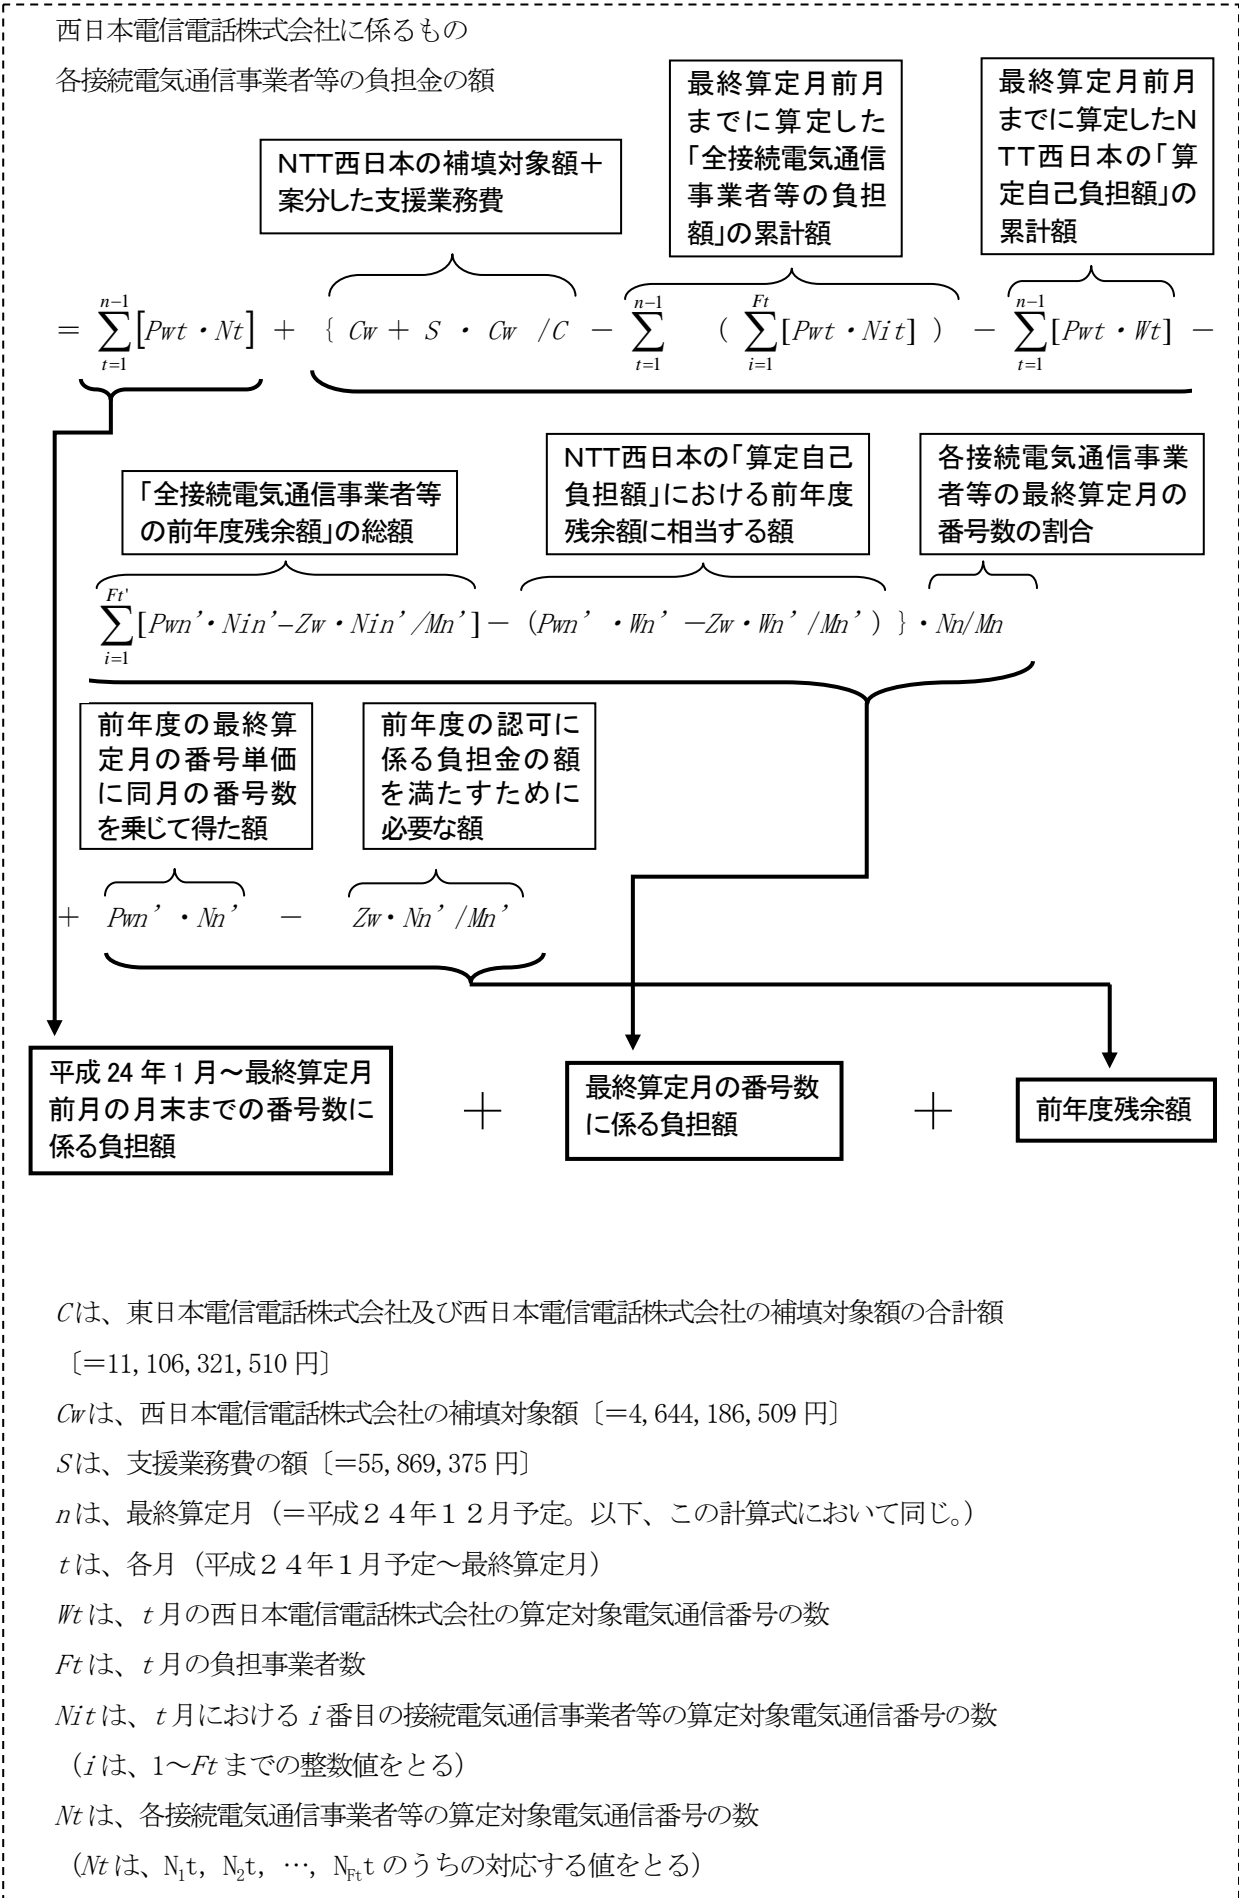 西日本電信電話株式会社に係るもの
各接続電気通信事業者等の負担金の額
NTT西日本の補填対象額＋
案分した支援業務費
最終算定月前月
までに算定した
「全接続電気通信
事業者等の負担
額」の累計額
最終算定月前月
までに算定したN
TT西日本の「算
定自己負担額」の
累計額
= \sum_{t=1}^{n-1}[Pwt・Nt] + { Cw + S ・ Cw /C − \sum_{t=1}^{n-1} ( \sum_{i=1}^{Ft}[Pwt・Nit] ) − \sum_{t=1}^{n-1}[Pwt・Wt] −
「全接続電気通信事業者等
の前年度残余額」の総額
NTT西日本の「算定自己
負担額」における前年度
残余額に相当する額
各接続電気通信事業
者等の最終算定月の
番号数の割合
\sum_{i=1}^{Ft'}[Pwn’・Nin’−Zw・Nin’/Mn’]− (Pwn’ ・Wn’ −Zw・Wn’/Mn’) }・Nn/Mn
前年度の最終算
定月の番号単価
に同月の番号数
を乗じて得た額
前年度の認可に
係る負担金の額
を満たすために
必要な額
+ Pwn’ ・Nn’ − Zw・Nn’/Mn’
平成24年1月～最終算定月
前月の月末までの番号数に
係る負担額
＋
最終算定月の番号数
に係る負担額
＋
前年度残余額
Cは、東日本電信電話株式会社及び西日本電信電話株式会社の補填対象額の合計額
〔＝11,106,321,510円〕
Cwは、西日本電信電話株式会社の補填対象額〔＝4,644,186,509円〕
Sは、支援業務費の額〔＝55,869,375円〕
nは、最終算定月（＝平成２４年１２月予定。以下、この計算式において同じ。）
tは、各月（平成２４年１月予定～最終算定月）
Wtは、t月の西日本電信電話株式会社の算定対象電気通信番号の数
Ftは、t月の負担事業者数
Nitは、t月におけるi番目の接続電気通信事業者等の算定対象電気通信番号の数
（iは、1～Ftまでの整数値をとる）
Ntは、各接続電気通信事業者等の算定対象電気通信番号の数
（Ntは、N₁t, N₂t, …, N_{Ft}tのうちの対応する値をとる）